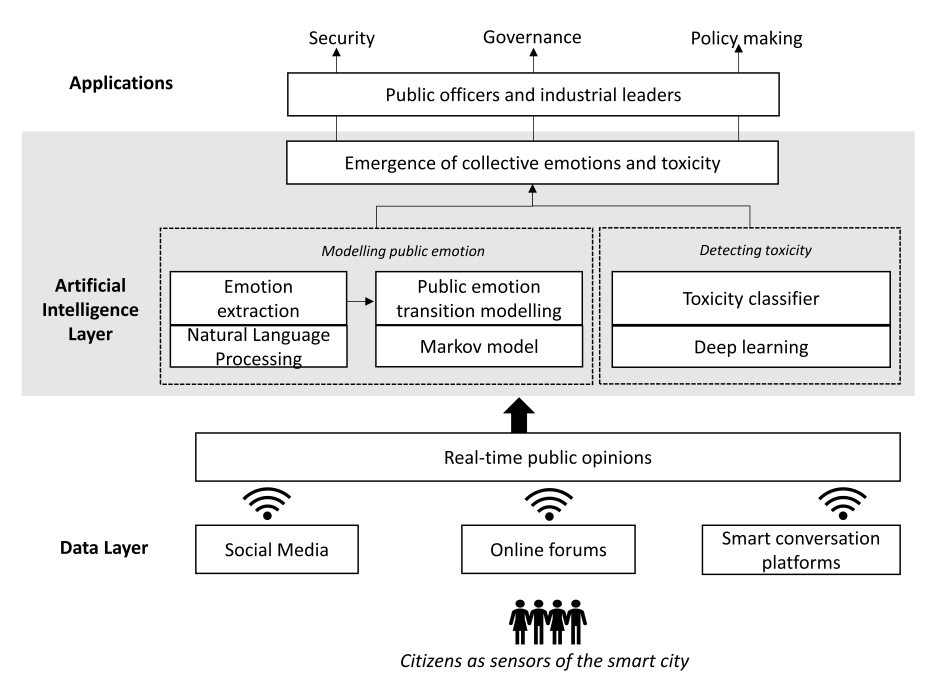 Security
Governance
Policy making
Applications
Public officers and industrial leaders
Emergence of collective emotions and toxicity
Modelling public emotion
Detecting toxicity
Artificial
Intelligence
Layer
Emotion
extraction
Natural Language
Processing
Public emotion
transition modelling
Markov model
Toxicity classifier
Deep learning
Real-time public opinions
Data Layer
Social Media
Online forums
Smart conversation
platforms
Citizens as sensors of the smart city